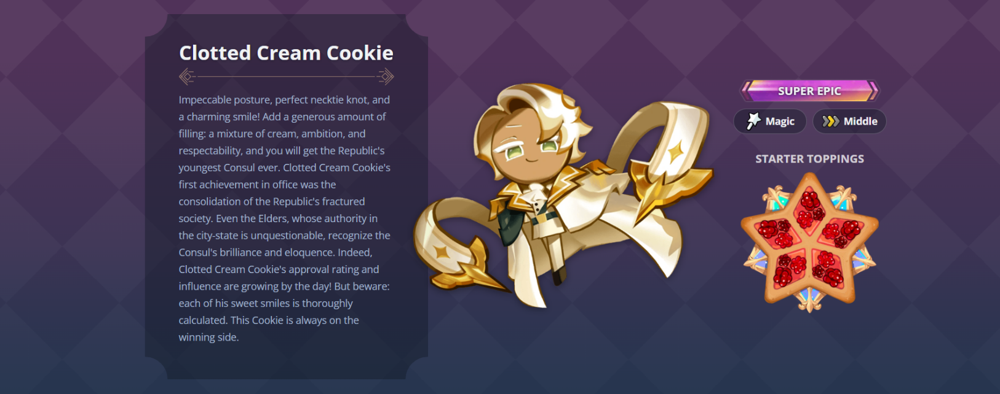 Clotted Cream Cookie
Impeccable posture, perfect necktie knot, and
a charming smile! Add a generous amount of
filling: a mixture of cream, ambition, and
respectability, and you will get the Republic's
youngest Consul ever. Clotted Cream Cookie's
first achievement in office was the
consolidation of the Republic's fractured
society. Even the Elders, whose authority in
the city-state is unquestionable, recognize the
Consul's brilliance and eloquence. Indeed,
Clotted Cream Cookie's approval rating and
influence are growing by the day! But beware:
each of his sweet smiles is thoroughly
calculated. This Cookie is always on the
winning side.
SUPER EPIC
Magic
Middle
STARTER TOPPINGS